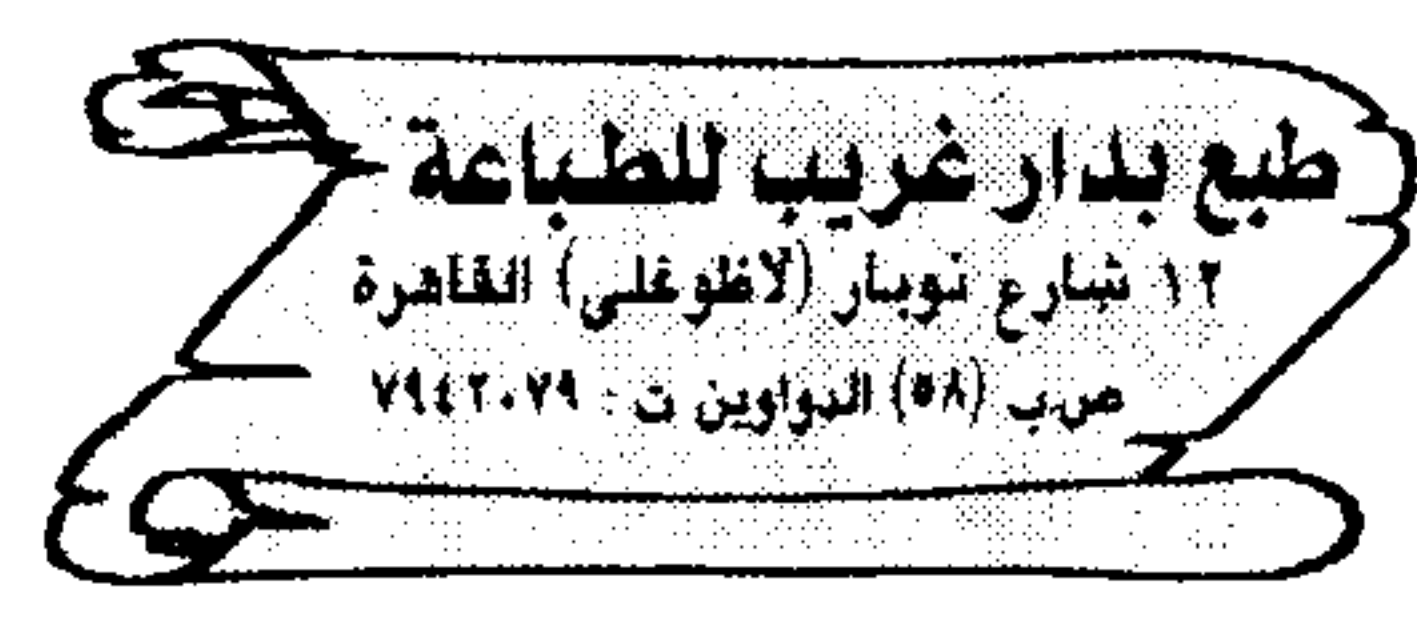 طبع بدار غريب للطباعة
١٢ شارع نوبار (لاظوغلى) القاهرة
ص.ب (٥٨) الدواوين ت : ٧٩٤٢٠٧٩